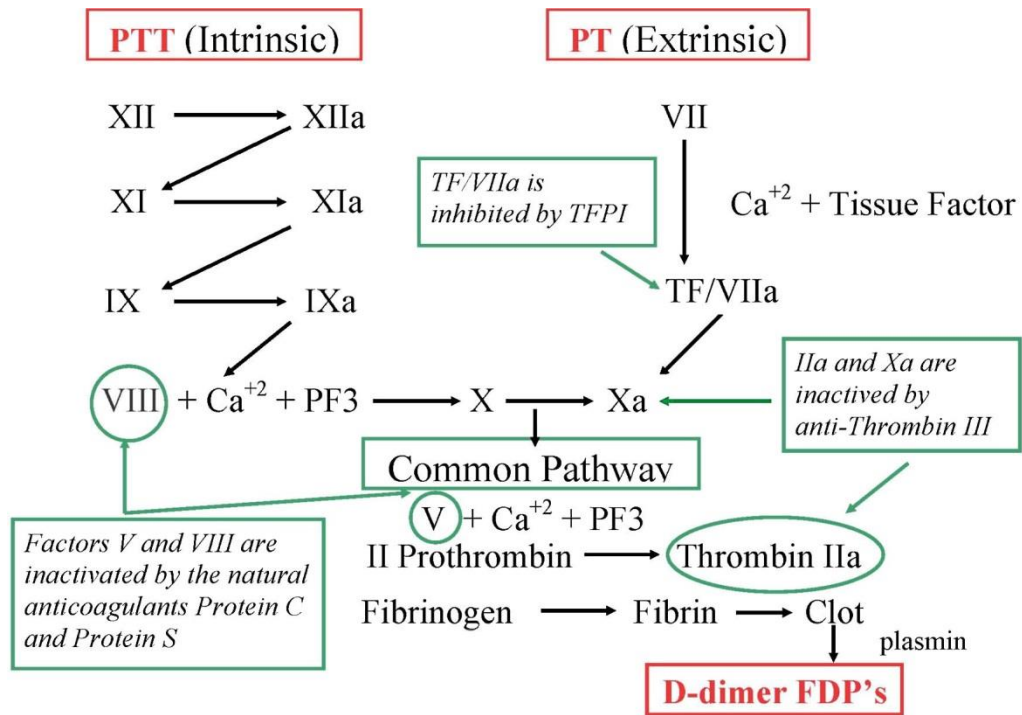 PTT (Intrinsic)
PT (Extrinsic)
XII
XIIa
VII
XI
XIa
TF/VIIa is
inhibited by TFPI
Ca+2 + Tissue Factor
IX
IXa
TF/VIIa
VIII + Ca+2 + PF3
X
Xa
IIa and Xa are
inactived by
anti-Thrombin III
Common Pathway
V + Ca+2 + PF3
II Prothrombin
Thrombin IIa
Factors V and VIII are
inactivated by the natural
anticoagulants Protein C
and Protein S
Fibrinogen
Fibrin
Clot
plasmin
D-dimer FDP's